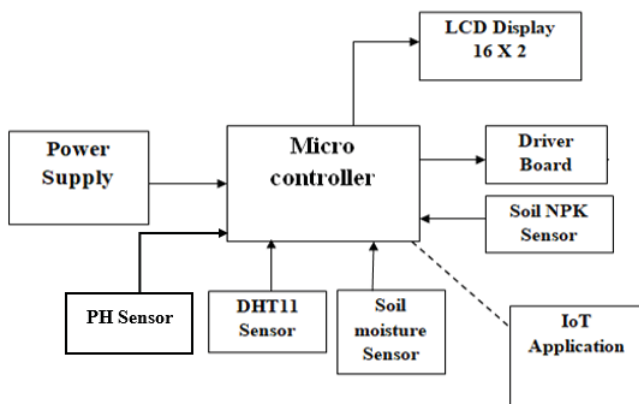 LCD Display
16 X 2
Power
Supply
Micro
controller
Driver
Board
Soil NPK
Sensor
PH Sensor
DHT11
Sensor
Soil
moisture
Sensor
IoT
Application